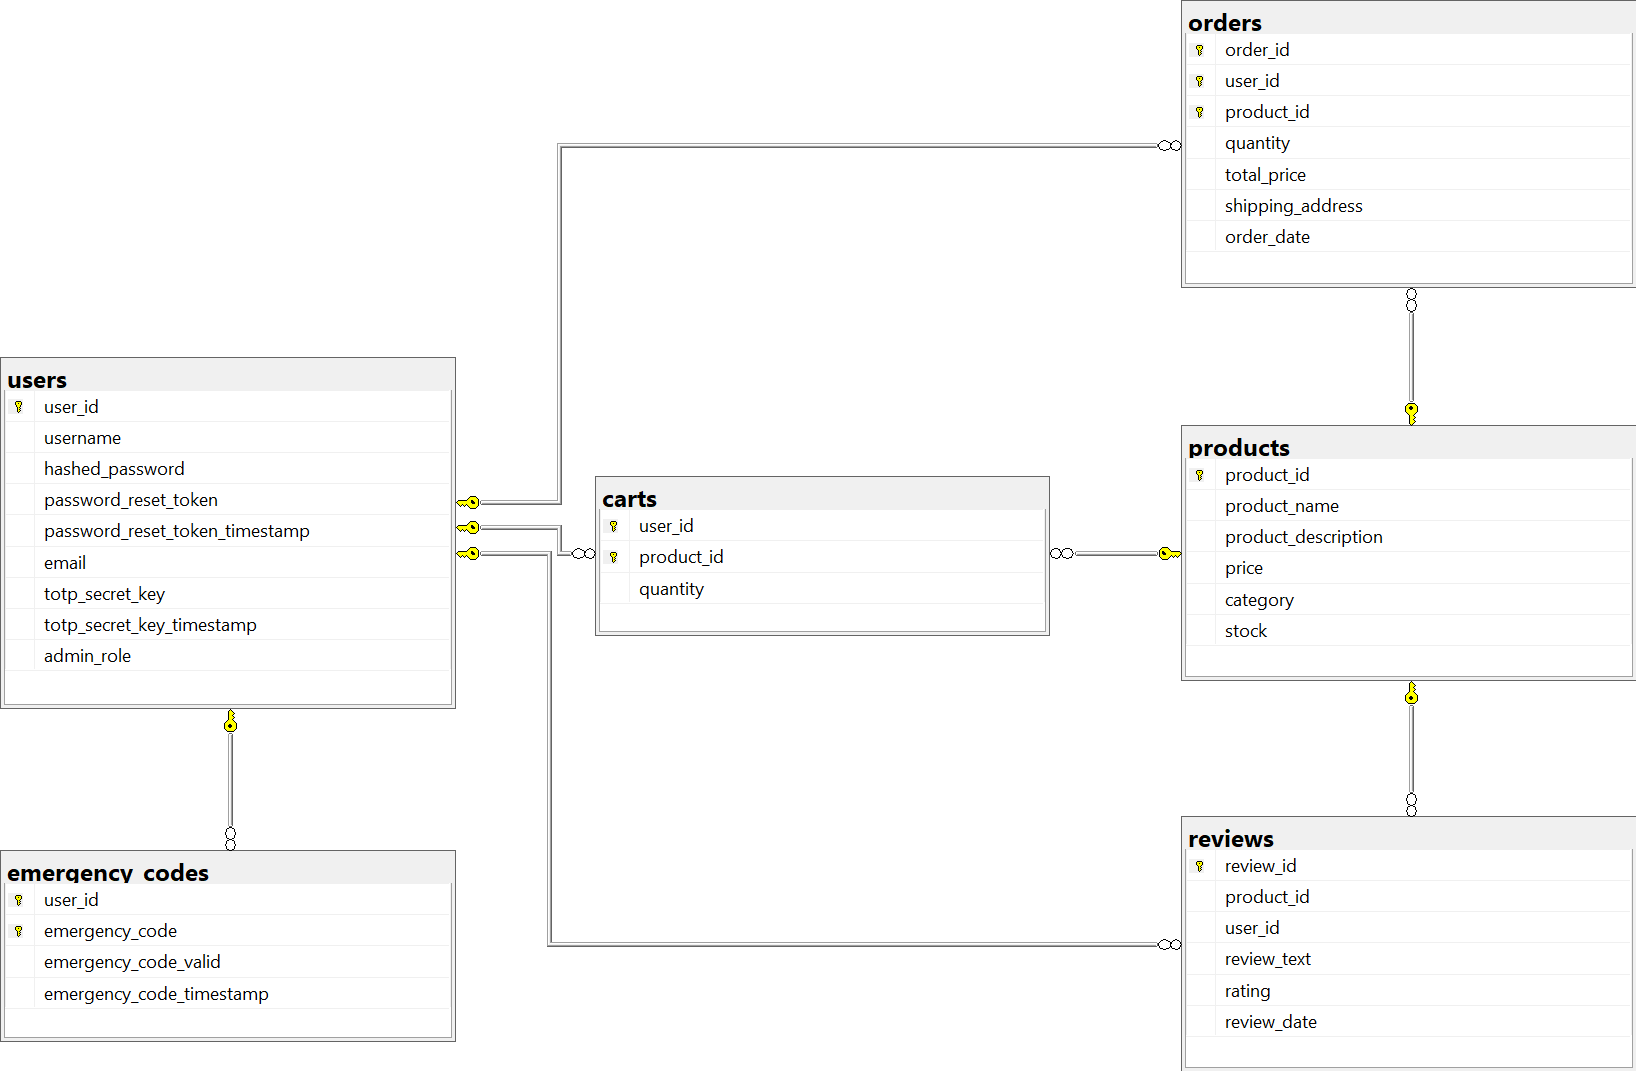 orders
order_id
user_id
product_id
quantity
total_price
shipping_address
order_date
users
user_id
username
hashed_password
password_reset_token
password_reset_token_timestamp
email
totp_secret_key
totp_secret_key_timestamp
admin_role
carts
user_id
product_id
quantity
products
product_id
product_name
product_description
price
category
stock
emergency_codes
user_id
emergency_code
emergency_code_valid
emergency_code_timestamp
reviews
review_id
product_id
user_id
review_text
rating
review_date